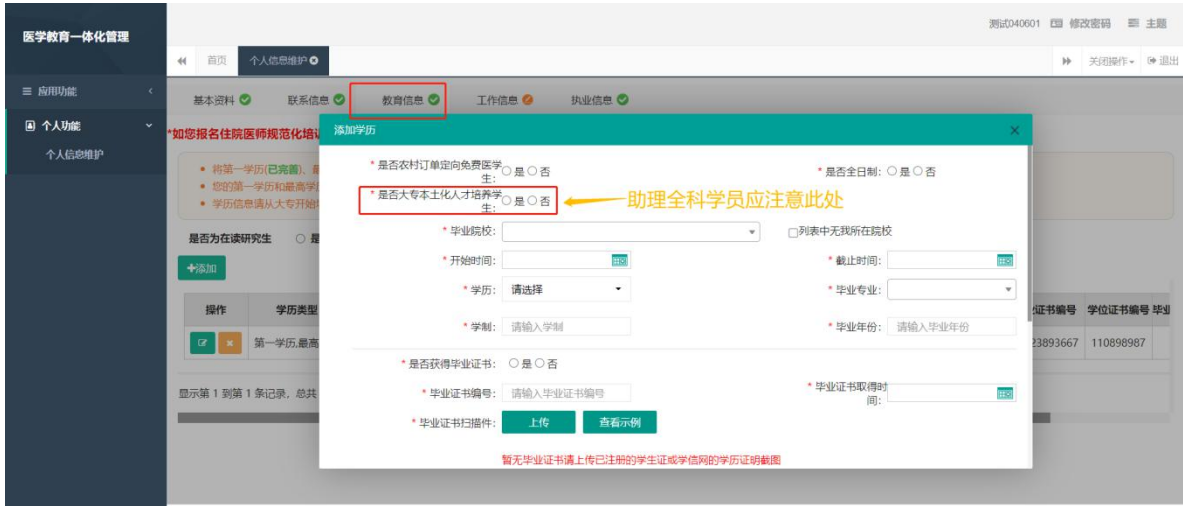 医学教育一体化管理
测试040601 修改密码 主题
首页 个人信息维护 关闭操作 退出
应用功能
个人功能
个人信息维护
基本资料 联系信息 教育信息 工作信息 执业信息
*如您报名住院医师规范化培训
添加学历
将第一学历(已完善)、
您的第一学历和最高学
学历信息请从大专开始
是否为在读研究生 是
添加
* 是否农村订单定向免费医学生: 是 否
* 是否全日制: 是 否
* 是否大专本土化人才培养学生: 是 否
助理全科学员应注意此处
* 毕业院校: 列表中无我所在院校
* 开始时间: * 截止时间:
* 学历: 请选择 * 毕业专业:
* 学制: 请输入学制 * 毕业年份: 请输入毕业年份
* 是否获得毕业证书: 是 否
* 毕业证书编号: 请输入毕业证书编号 * 毕业证书取得时间:
* 毕业证书扫描件: 上传 查看示例
暂无毕业证书请上传已注册的学生证或学信网的学历证明截图
操作 学历类型 证书编号 学位证书编号 毕业
第一学历,最高 23893667 110898987
显示第 1 到第 1 条记录，总共